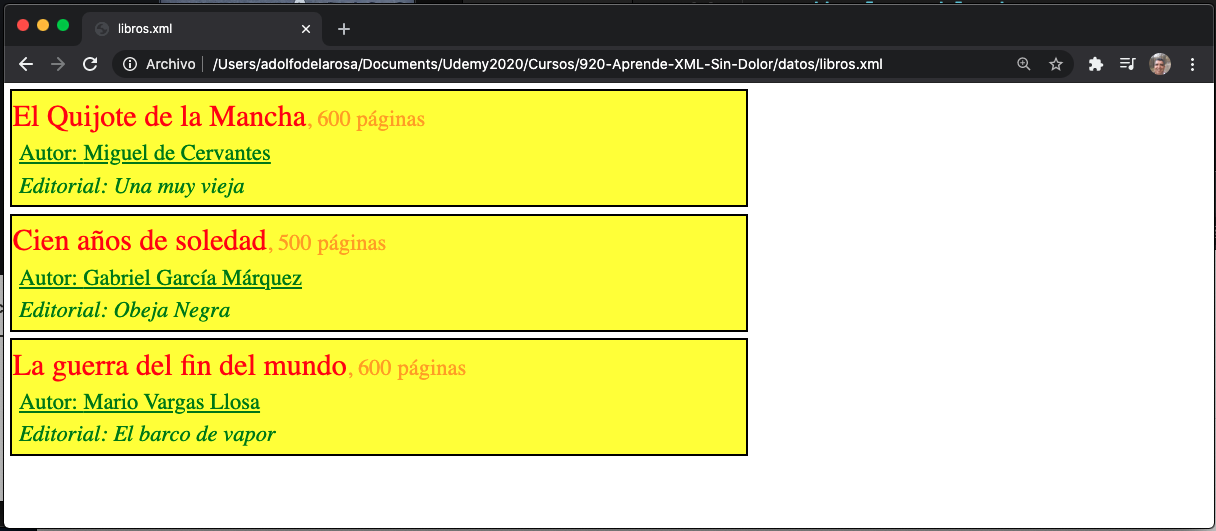 libros.xml
Archivo /Users/adolfodelarosa/Documents/Udemy2020/Cursos/920-Aprende-XML-Sin-Dolor/datos/libros.xml
El Quijote de la Mancha, 600 páginas
Autor: Miguel de Cervantes
Editorial: Una muy vieja
Cien años de soledad, 500 páginas
Autor: Gabriel García Márquez
Editorial: Obeja Negra
La guerra del fin del mundo, 600 páginas
Autor: Mario Vargas Llosa
Editorial: El barco de vapor